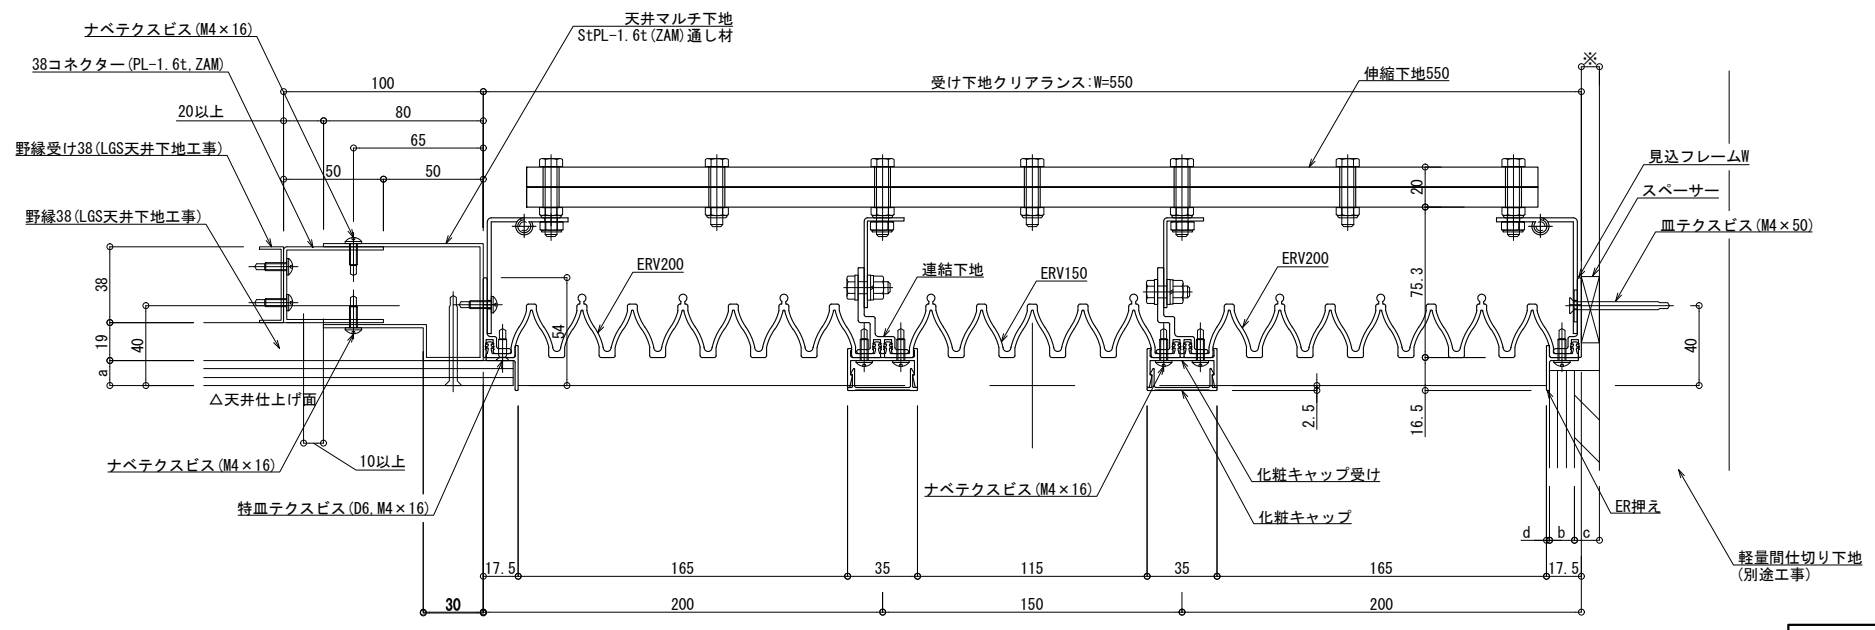 天井マルチ下地
StPL-1.6t(ZAM)通し材
ナベテクスビス(M4×16)
38コネクター(PL-1.6t,ZAM)
※
100
受け下地クリアランス:W=550
伸縮下地550
20以上
80
65
野縁受け38(LGS天井下地工事)
50
50
見込フレームW
スペーサー
20
野縁38(LGS天井下地工事)
皿テクスビス(M4×50)
ERV200
連結下地
ERV150
ERV200
38
75.3
54
19
40
40
a
△天井仕上げ面
2.5
16.5
ナベテクスビス(M4×16)
10以上
化粧キャップ受け
ナベテクスビス(M4×16)
特皿テクスビス(D6,M4×16)
化粧キャップ
ER押え
d
b
c
軽量間仕切り下地
(別途工事)
17.5
165
35
115
35
165
17.5
30
200
150
200